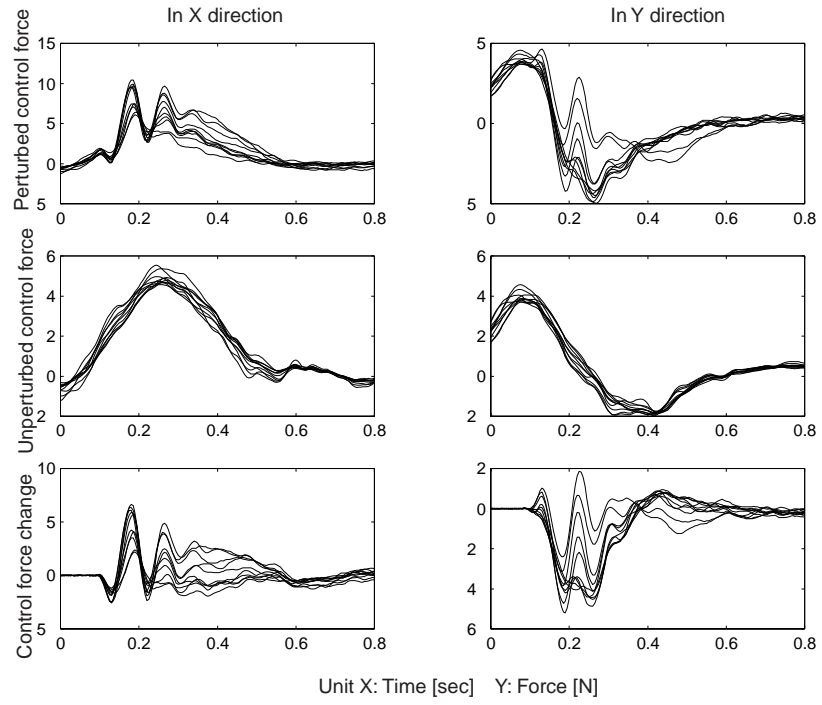 In X direction
In Y direction
Perturbed control force
15
10
5
0
5
0 0.2 0.4 0.6 0.8
5
0
5
0 0.2 0.4 0.6 0.8
Unperturbed control force
6
4
2
0
2
0 0.2 0.4 0.6 0.8
6
4
2
0
2
0 0.2 0.4 0.6 0.8
Control force change
10
5
0
5
0 0.2 0.4 0.6 0.8
2
0
2
4
6
0 0.2 0.4 0.6 0.8
Unit X: Time [sec] Y: Force [N]